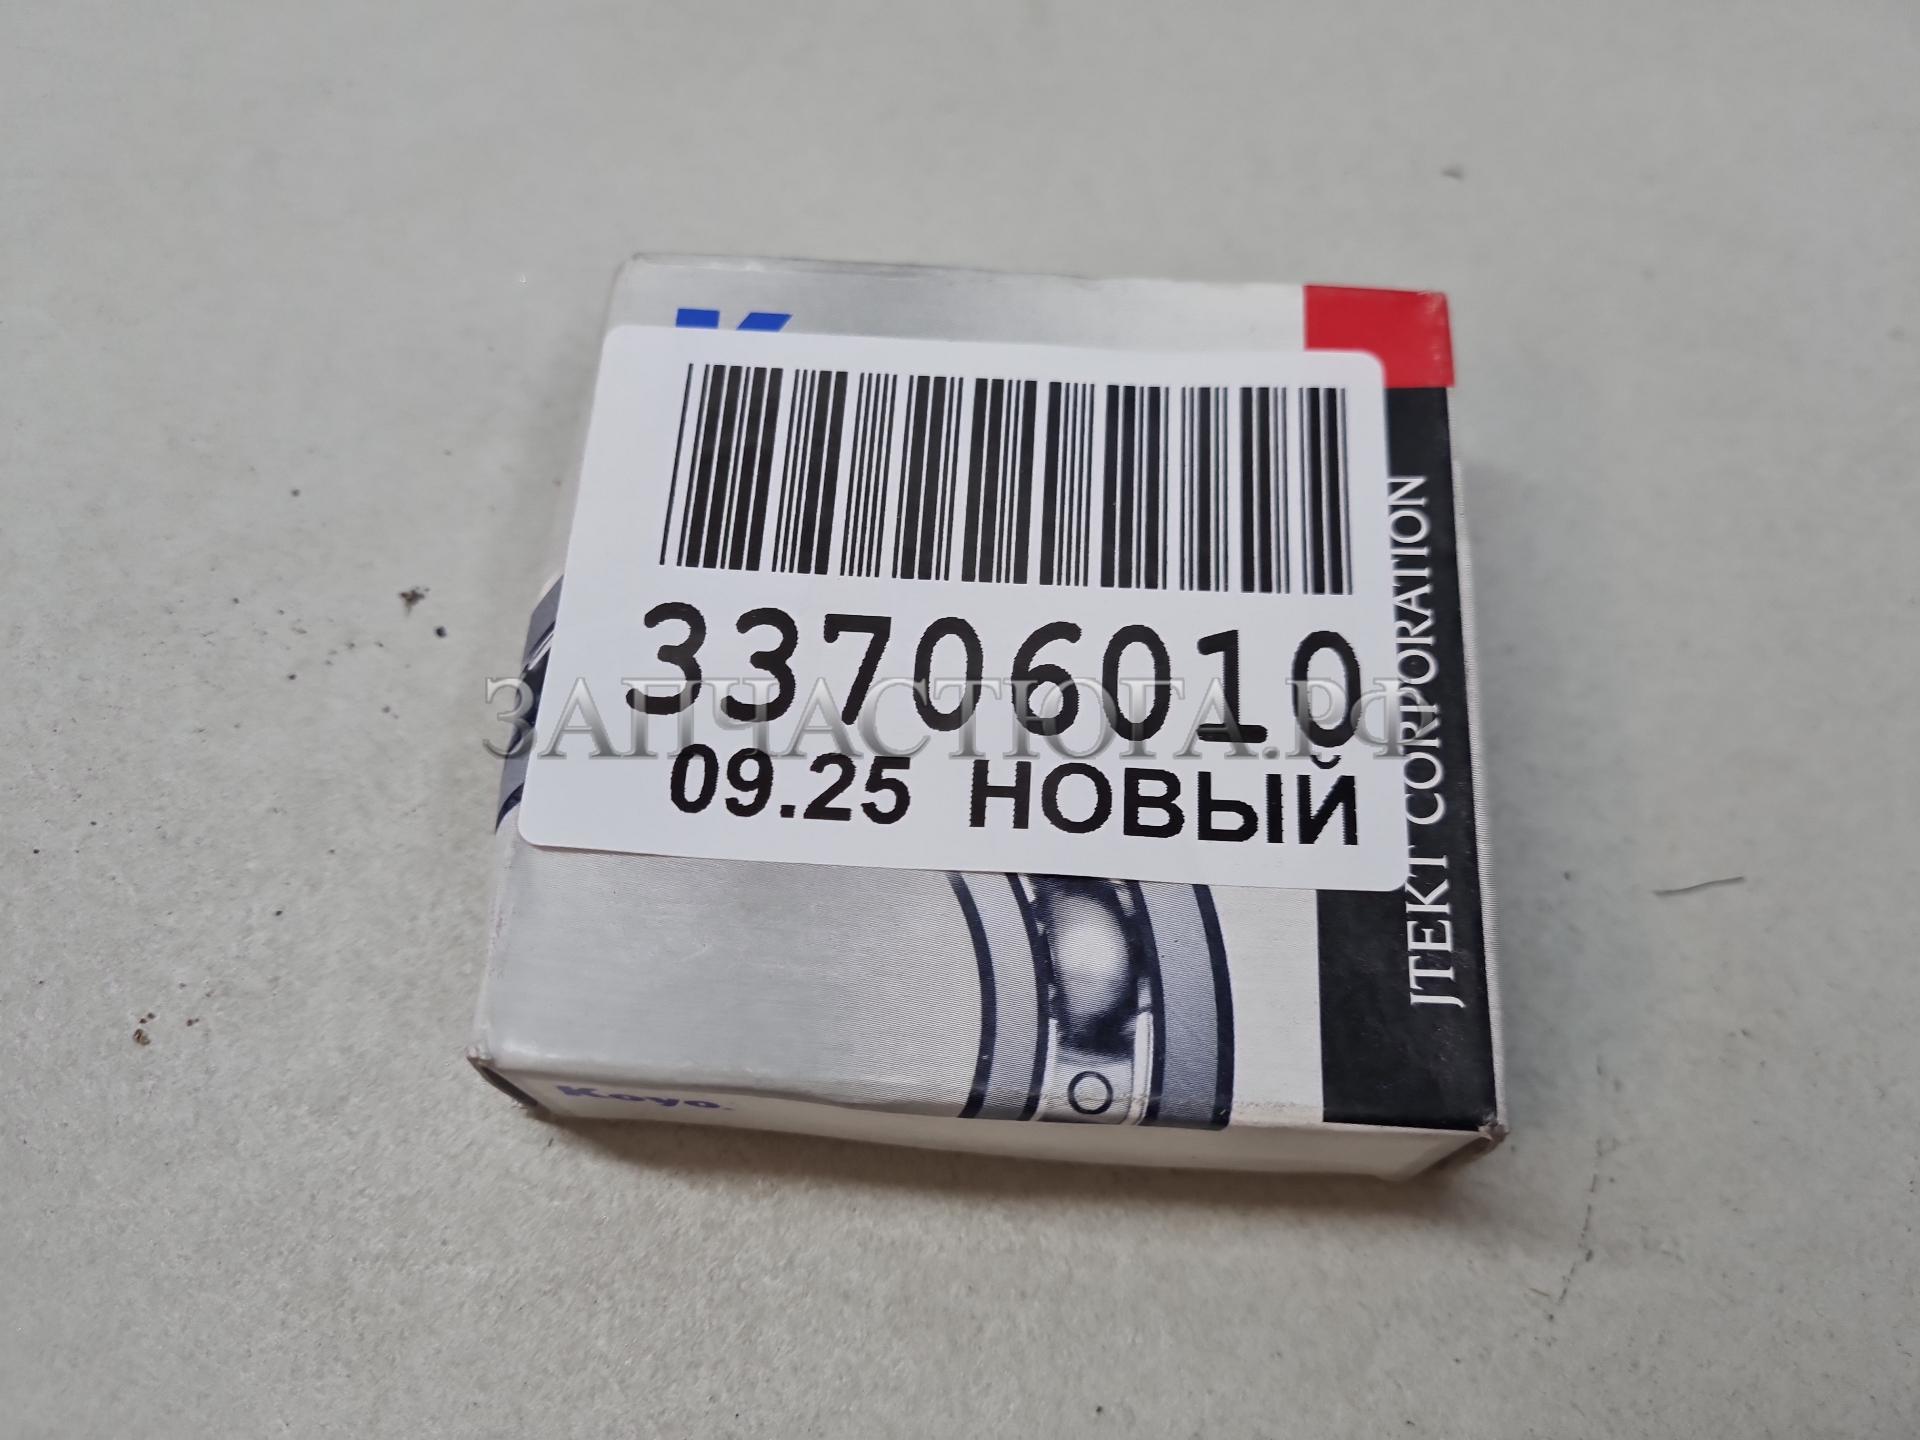 33706010
ЗАПЧАСТЮГА.РФ
09.25 НОВЫЙ
JTEKT CORPORATION
Koyo